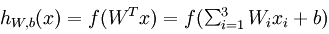 h_{W,b}(x) = f(W^T x) = f(\sum_{i=1}^{3} W_i x_i + b)